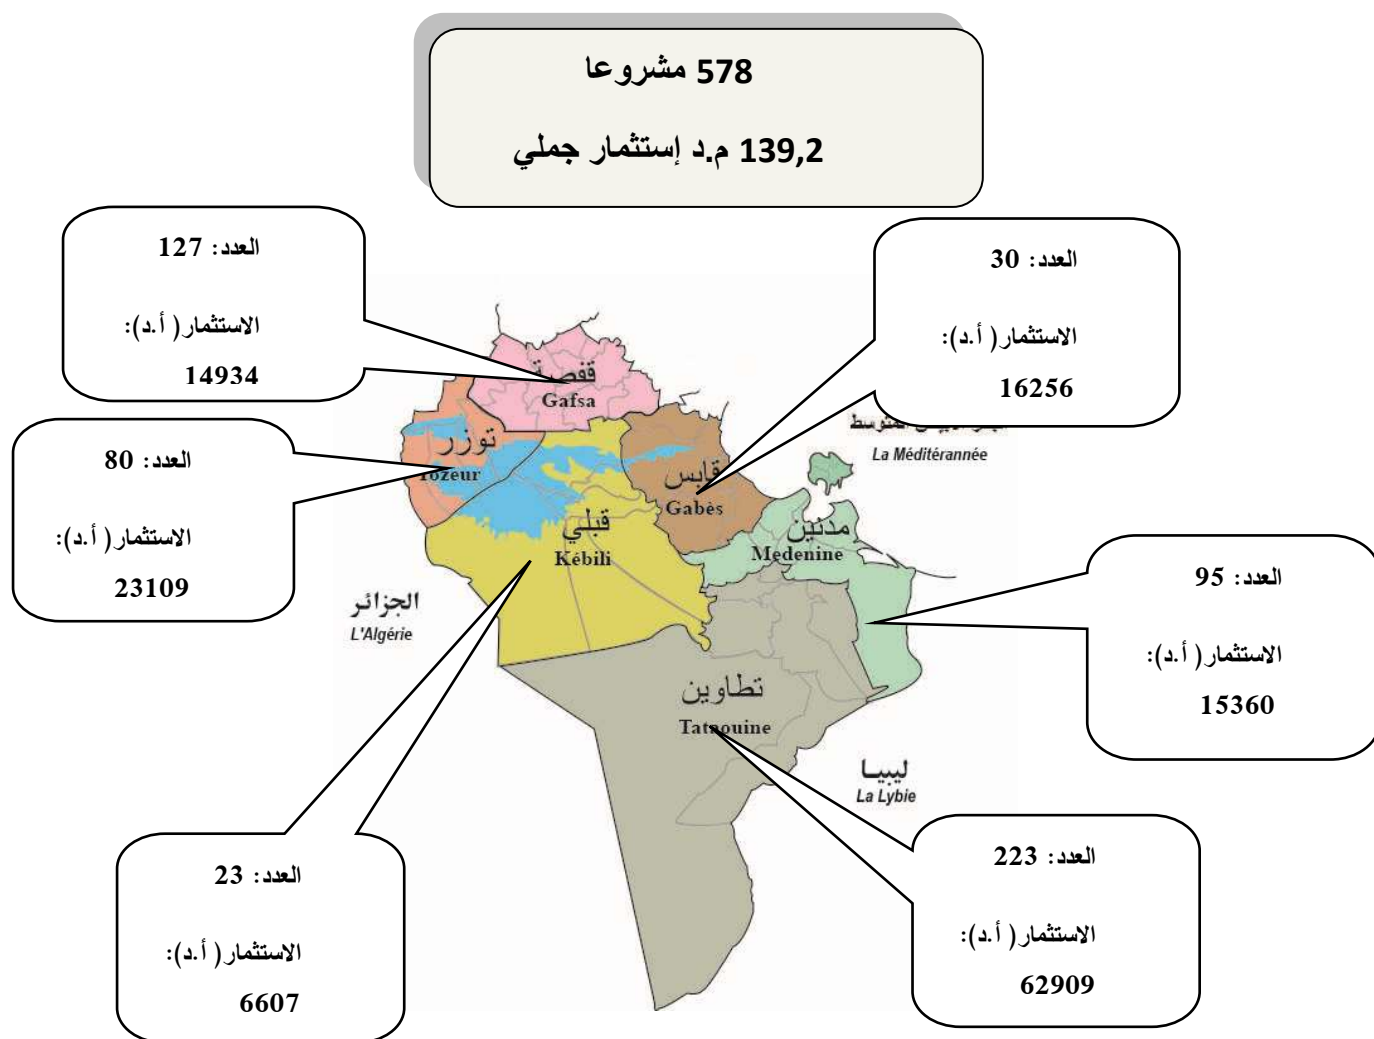 578 مشروعا
139,2 م.د إستثمار جملي
العدد: 127
الاستثمار( أ.د):
14934
العدد: 30
الاستثمار( أ.د):
16256
قفصة
Gafsa
المتوسط
La Méditérannée
العدد: 80
الاستثمار( أ.د):
23109
توزر
Tozeur
قابس
Gabès
قبلي
Kébili
مدنين
Medenine
العدد: 95
الاستثمار( أ.د):
15360
الجزائر
L'Algérie
تطاوين
Tataouine
ليبيا
La Lybie
العدد: 23
الاستثمار( أ.د):
6607
العدد: 223
الاستثمار( أ.د):
62909